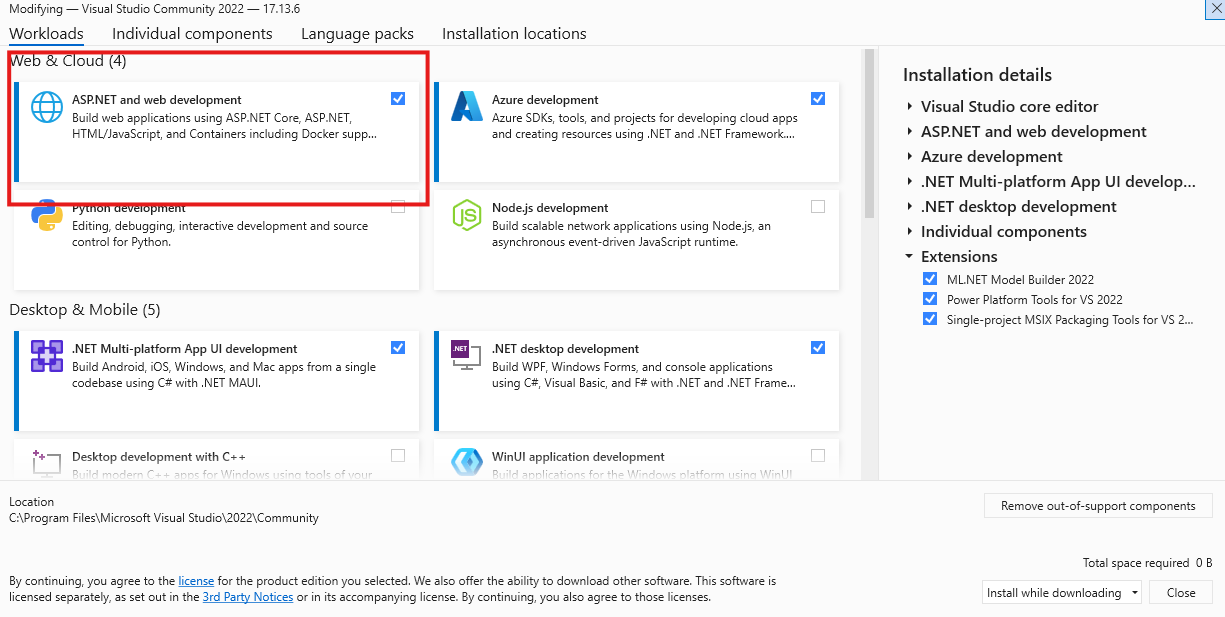 Modifying — Visual Studio Community 2022 — 17.13.6
Workloads Individual components Language packs Installation locations
Web & Cloud (4)
ASP.NET and web development
Build web applications using ASP.NET Core, ASP.NET,
HTML/JavaScript, and Containers including Docker supp...
Azure development
Azure SDKs, tools, and projects for developing cloud apps
and creating resources using .NET and .NET Framework....
Python development
Editing, debugging, interactive development and source
control for Python.
Node.js development
Build scalable network applications using Node.js, an
asynchronous event-driven JavaScript runtime.
Desktop & Mobile (5)
.NET Multi-platform App UI development
Build Android, iOS, Windows, and Mac apps from a single
codebase using C# with .NET MAUI.
.NET
.NET desktop development
Build WPF, Windows Forms, and console applications
using C#, Visual Basic, and F# with .NET and .NET Frame...
Desktop development with C++
Build modern C++ apps for Windows using tools of your
WinUI application development
Build applications for the Windows platform using WinUI
Installation details
Visual Studio core editor
ASP.NET and web development
Azure development
.NET Multi-platform App UI develop...
.NET desktop development
Individual components
Extensions
ML.NET Model Builder 2022
Power Platform Tools for VS 2022
Single-project MSIX Packaging Tools for VS 2...
Location
C:\Program Files\Microsoft Visual Studio\2022\Community
Remove out-of-support components
Total space required 0 B
By continuing, you agree to the license for the product edition you selected. We also offer the ability to download other software. This software is
licensed separately, as set out in the 3rd Party Notices or in its accompanying license. By continuing, you also agree to those licenses.
Install while downloading
Close